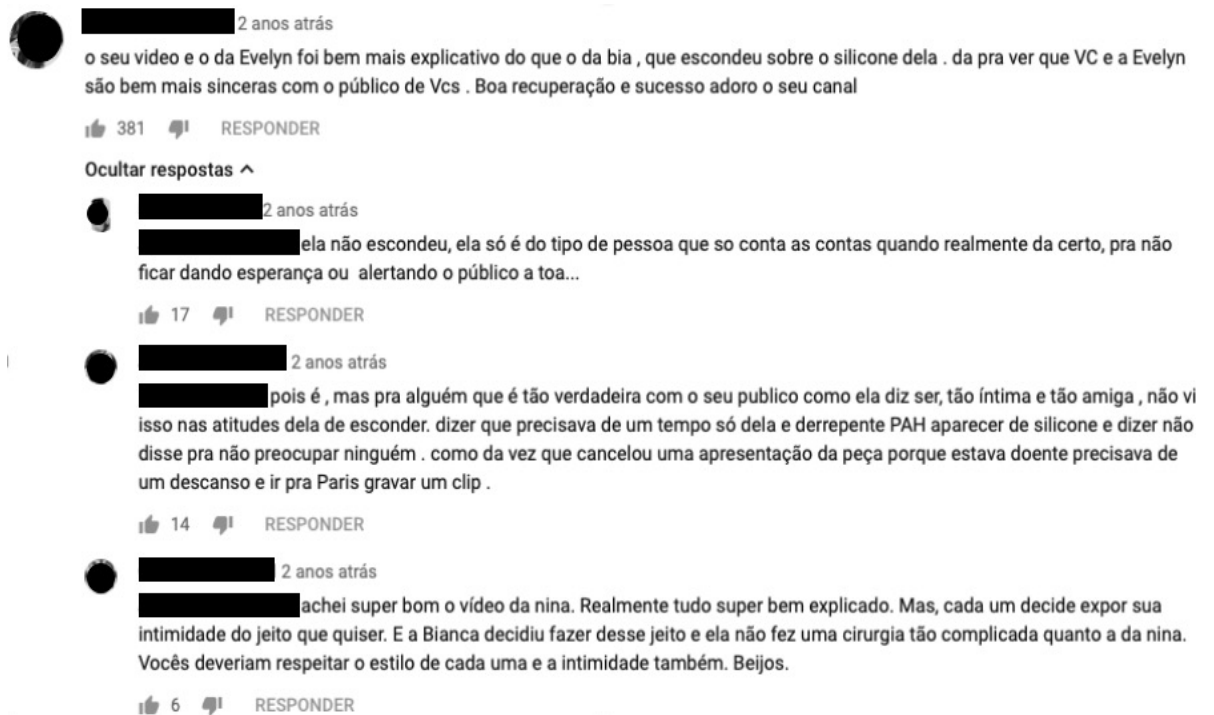 2 anos atrás
o seu video e o da Evelyn foi bem mais explicativo do que o da bia , que escondeu sobre o silicone dela . da pra ver que VC e a Evelyn
são bem mais sinceras com o público de Vcs . Boa recuperação e sucesso adoro o seu canal
381 RESPONDER
Ocultar respostas
2 anos atrás
ela não escondeu, ela só é do tipo de pessoa que so conta as contas quando realmente da certo, pra não
ficar dando esperança ou alertando o público a toa...
17 RESPONDER
2 anos atrás
pois é , mas pra alguém que é tão verdadeira com o seu publico como ela diz ser, tão íntima e tão amiga , não vi
isso nas atitudes dela de esconder. dizer que precisava de um tempo só dela e derrepente PAH aparecer de silicone e dizer não
disse pra não preocupar ninguém . como da vez que cancelou uma apresentação da peça porque estava doente precisava de
um descanso e ir pra Paris gravar um clip .
14 RESPONDER
2 anos atrás
achei super bom o vídeo da nina. Realmente tudo super bem explicado. Mas, cada um decide expor sua
intimidade do jeito que quiser. E a Bianca decidiu fazer desse jeito e ela não fez uma cirurgia tão complicada quanto a da nina.
Vocês deveriam respeitar o estilo de cada uma e a intimidade também. Beijos.
6 RESPONDER